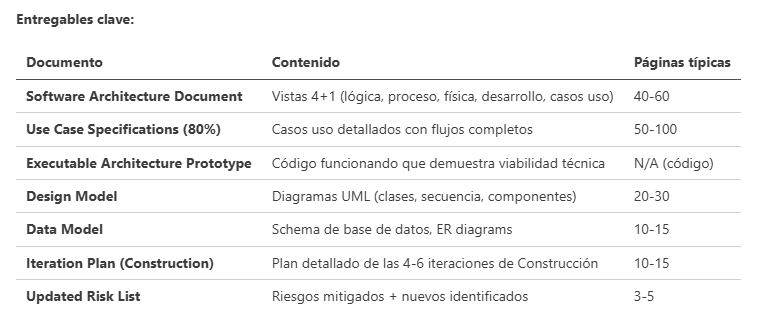 Entregables clave:
Documento Contenido Páginas típicas
Software Architecture Document Vistas 4+1 (lógica, proceso, física, desarrollo, casos uso) 40-60
Use Case Specifications (80%) Casos uso detallados con flujos completos 50-100
Executable Architecture Prototype Código funcionando que demuestra viabilidad técnica N/A (código)
Design Model Diagramas UML (clases, secuencia, componentes) 20-30
Data Model Schema de base de datos, ER diagrams 10-15
Iteration Plan (Construction) Plan detallado de las 4-6 iteraciones de Construcción 10-15
Updated Risk List Riesgos mitigados + nuevos identificados 3-5